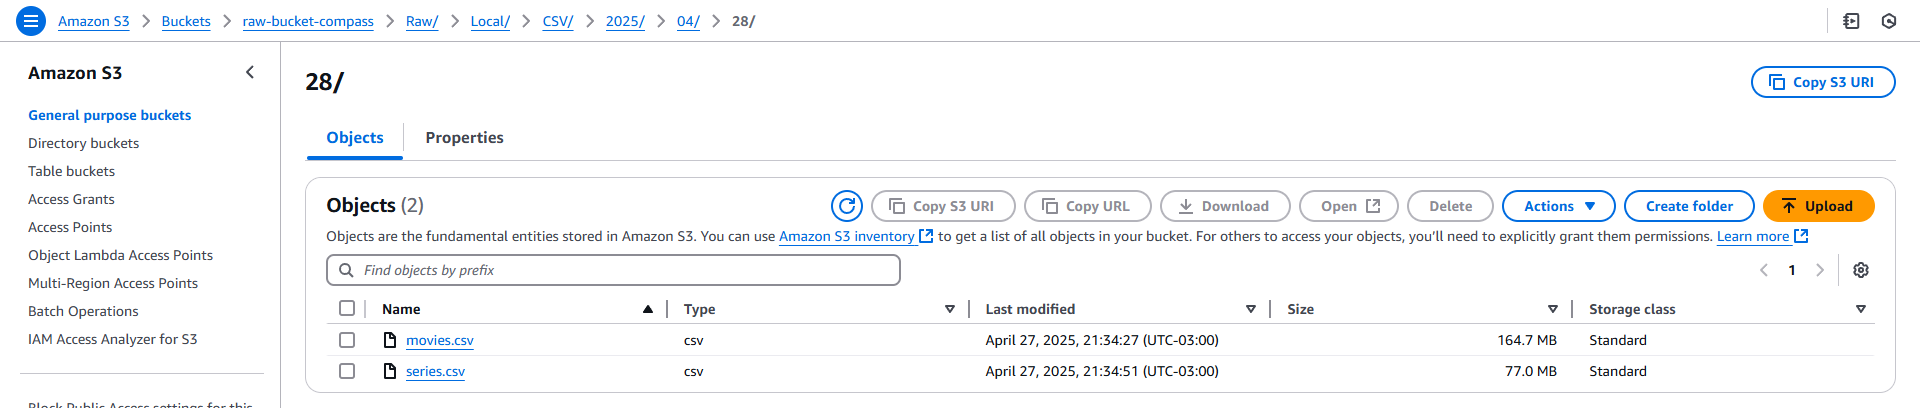 Amazon S3 > Buckets > raw-bucket-compass > Raw/ > Local/ > CSV/ > 2025/ > 04/ > 28/
Amazon S3
General purpose buckets
Directory buckets
Table buckets
Access Grants
Access Points
Object Lambda Access Points
Multi-Region Access Points
Batch Operations
IAM Access Analyzer for S3
Block Public Access settings for this
28/
Copy S3 URI
Objects Properties
Objects (2) Copy S3 URI Copy URL Download Open Delete Actions Create folder Upload
Objects are the fundamental entities stored in Amazon S3. You can use Amazon S3 inventory to get a list of all objects in your bucket. For others to access your objects, you'll need to explicitly grant them permissions. Learn more
Find objects by prefix 1
Name Type Last modified Size Storage class
movies.csv csv April 27, 2025, 21:34:27 (UTC-03:00) 164.7 MB Standard
series.csv csv April 27, 2025, 21:34:51 (UTC-03:00) 77.0 MB Standard